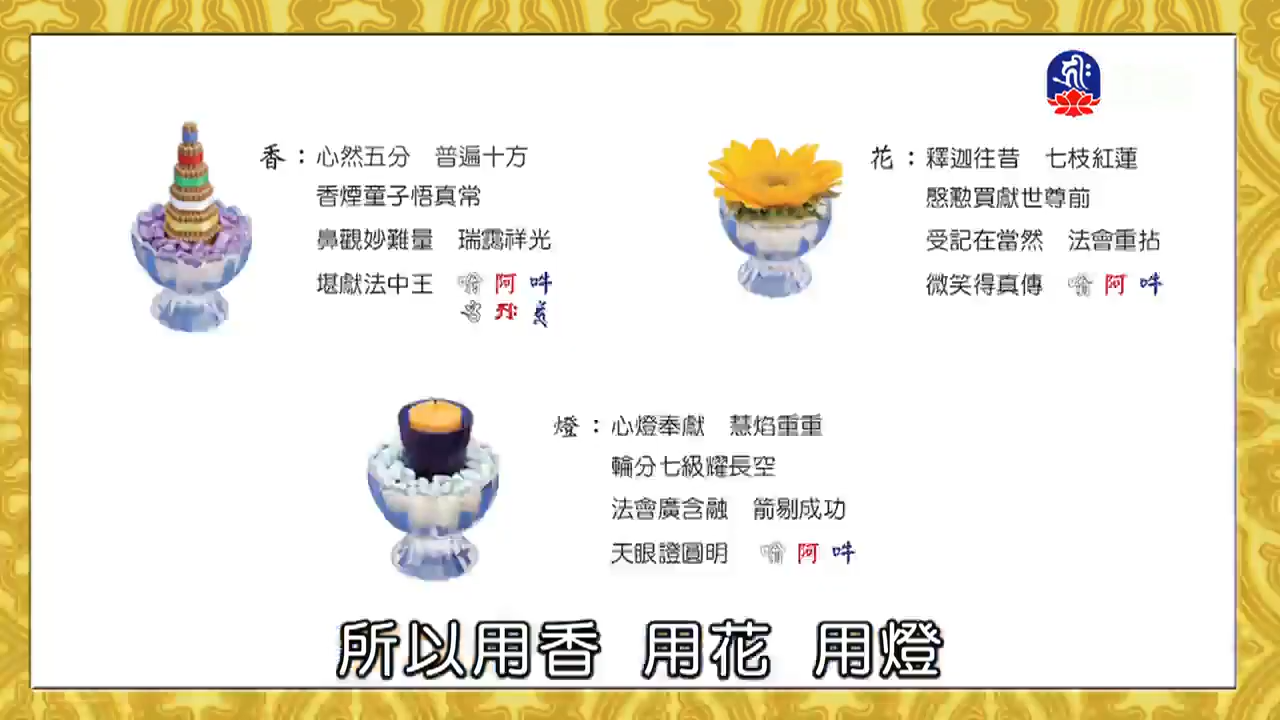 香：心然五分　普遍十方
香煙童子悟真常
鼻觀妙難量　瑞靄祥光
堪獻法中王　唵 阿 吽
花：釋迦往昔　七枝紅蓮
慇懃買獻世尊前
受記在當然　法會重拈
微笑得真傳　唵 阿 吽
燈：心燈奉獻　慧焰重重
輪分七級耀長空
法會廣含融　箭剔成功
天眼證圓明　唵 阿 吽
所以用香 用花 用燈